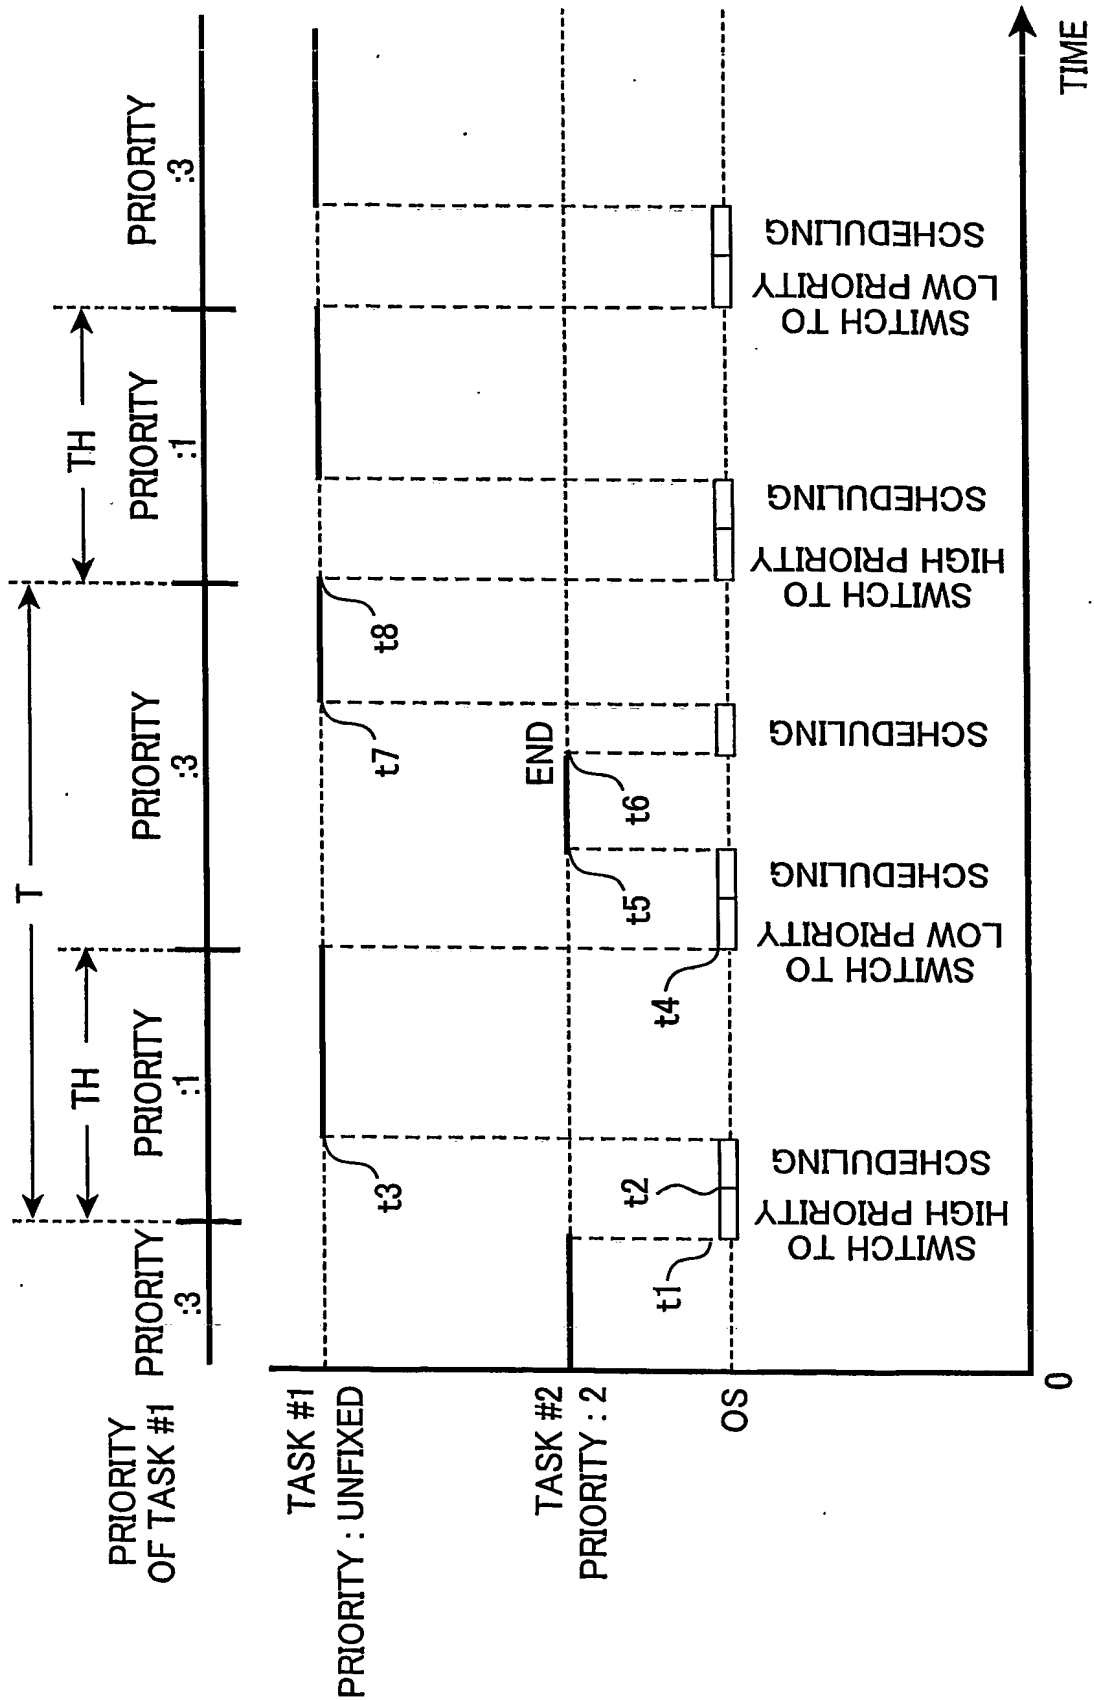 PRIORITY
OF TASK #1
PRIORITY
:3
PRIORITY
:1
PRIORITY
:3
PRIORITY
:1
PRIORITY
:3
T
TH
TH
TASK #1
PRIORITY : UNFIXED
t3
t7
t8
TASK #2
PRIORITY : 2
END
t5
t6
OS
t1
t2
t4
SWITCH TO
HIGH PRIORITY
SCHEDULING
SWITCH TO
LOW PRIORITY
SCHEDULING
SCHEDULING
SWITCH TO
HIGH PRIORITY
SCHEDULING
SWITCH TO
LOW PRIORITY
SCHEDULING
0
TIME